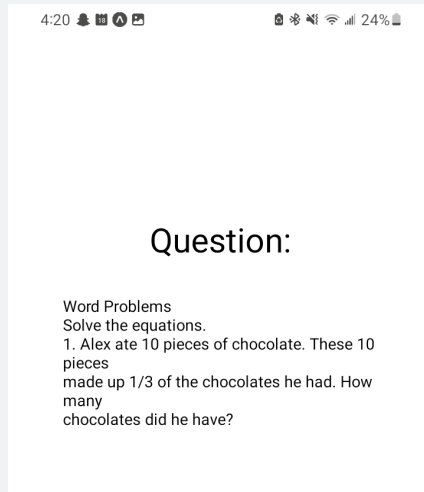 4:20 24%
Question:
Word Problems
Solve the equations.
1. Alex ate 10 pieces of chocolate. These 10
pieces
made up 1/3 of the chocolates he had. How
many
chocolates did he have?